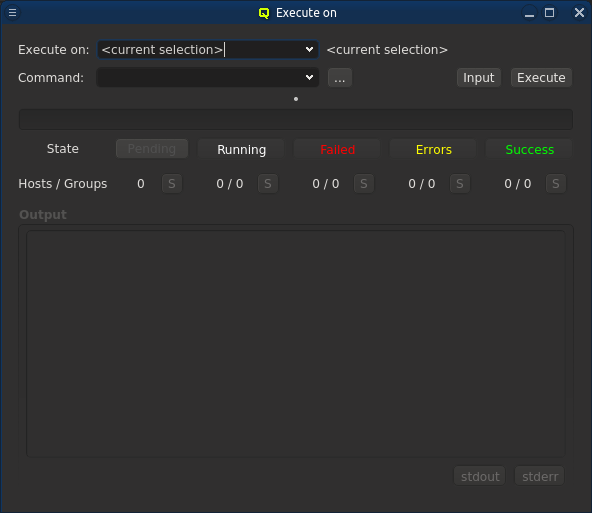 Execute on
Execute on: <current selection> <current selection>
Command: ... Input Execute
State Pending Running Failed Errors Success
Hosts / Groups 0 S 0 / 0 S 0 / 0 S 0 / 0 S 0 / 0 S
Output
stdout stderr